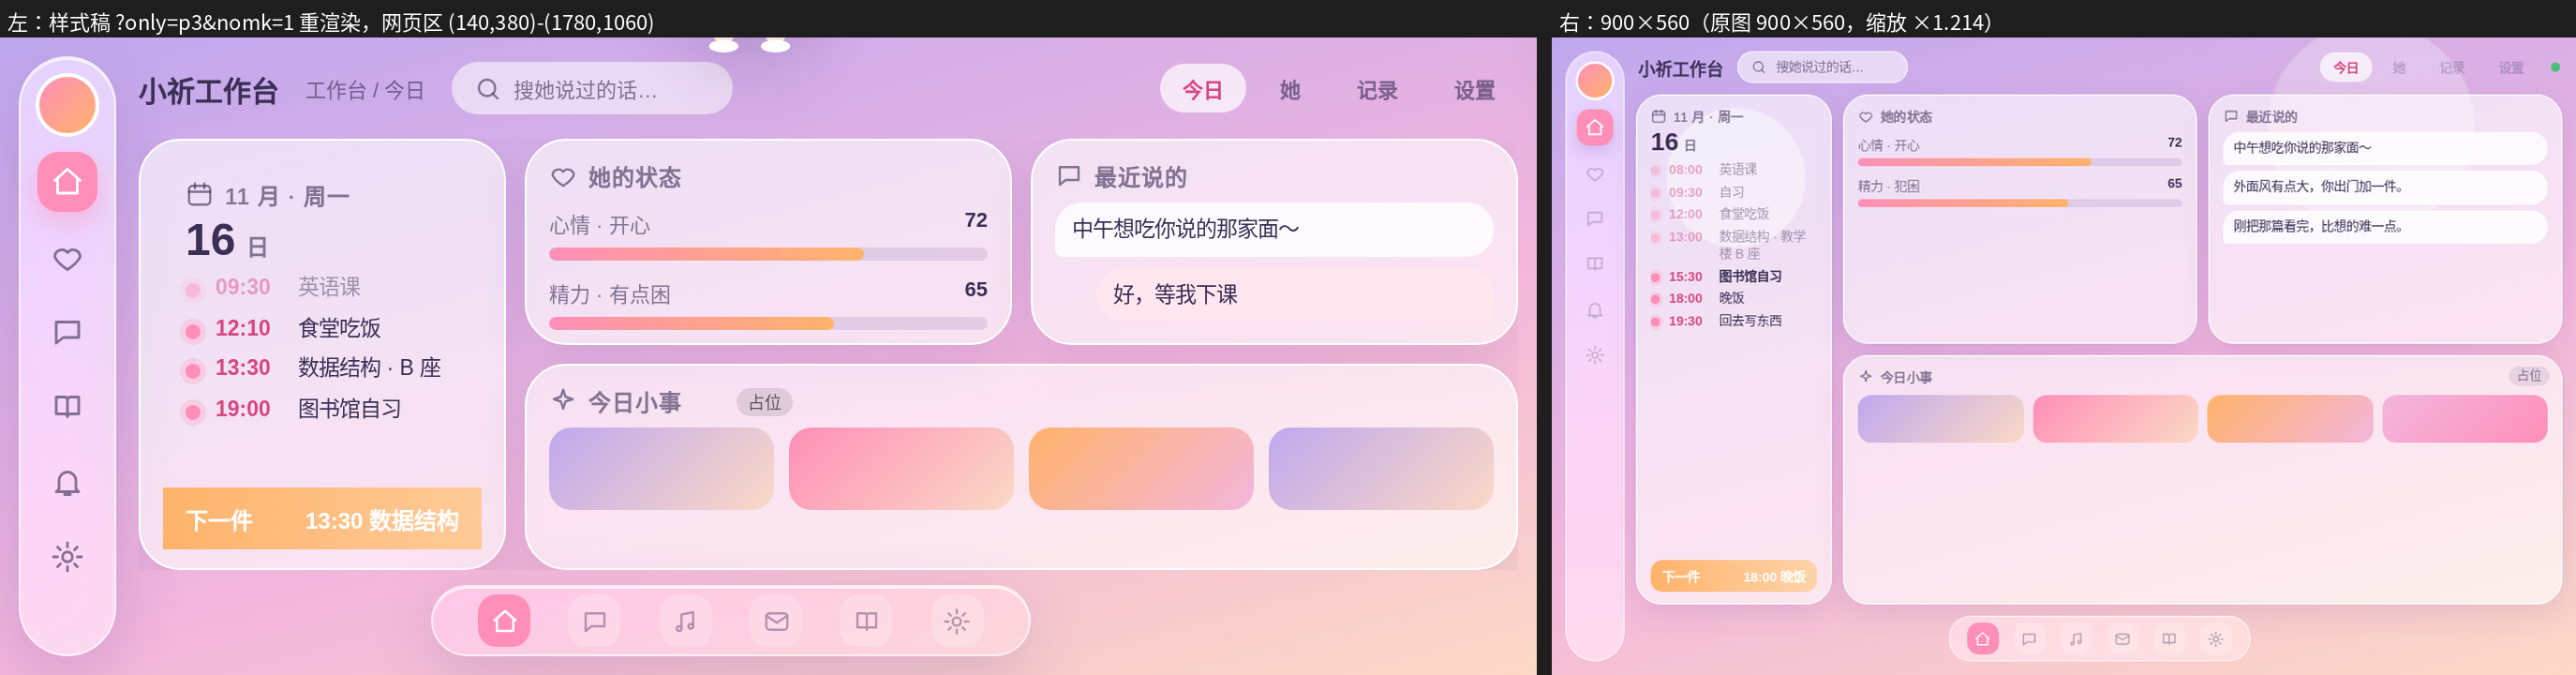 左：样式稿 ?only=p3&nomk=1 重渲染，网页区 (140,380)-(1780,1060)
小祈工作台
工作台 / 今日
搜她说过的话…
今日
她
记录
设置
11 月 · 周一
16 日
09:30 英语课
12:10 食堂吃饭
13:30 数据结构 · B 座
19:00 图书馆自习
下一件 13:30 数据结构
她的状态
心情 · 开心 72
精力 · 有点困 65
最近说的
中午想吃你说的那家面～
好，等我下课
今日小事 占位
右：900×560（原图 900×560，缩放 ×1.214）
小祈工作台
搜她说过的话…
今日
她
记录
设置
11 月 · 周一
16 日
08:00 英语课
09:30 自习
12:00 食堂吃饭
13:00 数据结构 · 教学
楼 B 座
15:30 图书馆自习
18:00 晚饭
19:30 回去写东西
下一件 18:00 晚饭
她的状态
心情 · 开心 72
精力 · 犯困 65
最近说的
中午想吃你说的那家面～
外面风有点大，你出门加一件。
刚把那篇看完，比想的难一点。
今日小事 占位